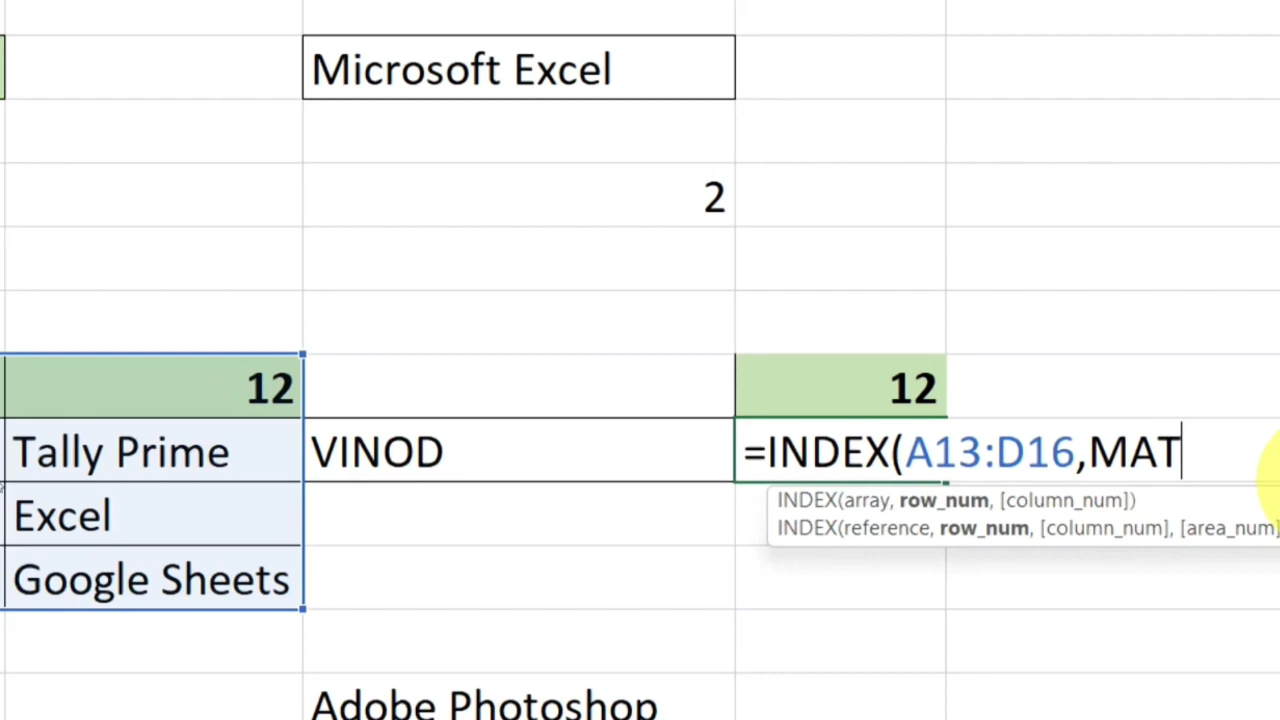 Microsoft Excel
2
12
12
Tally Prime
VINOD
=INDEX(A13:D16,MAT
INDEX(array, row_num, [column_num])
Excel
INDEX(reference, row_num, [column_num], [area_num]
Google Sheets
Adobe Photoshop